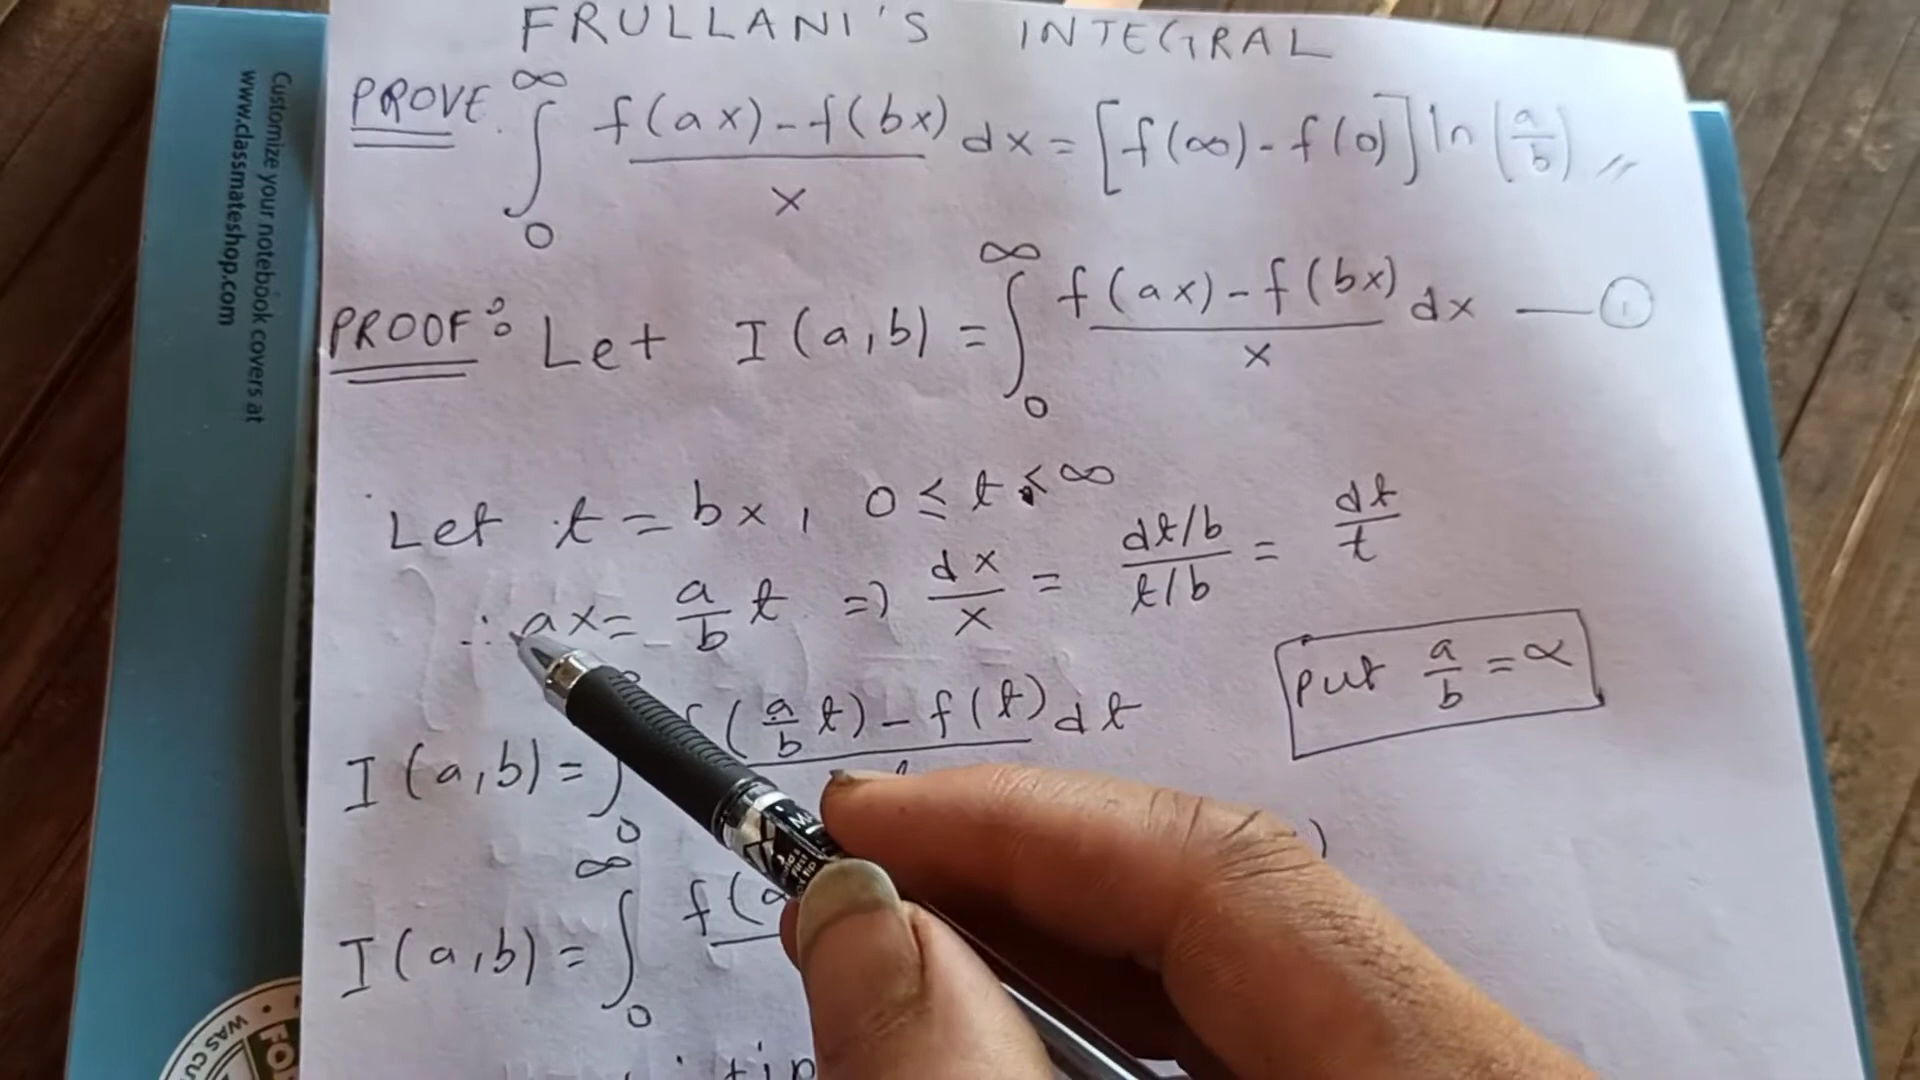 FRULLANI'S INTEGRAL
PROVE ∫₀^∞ (f(ax)-f(bx))/x dx = [f(∞)-f(0)] ln(a/b) //
PROOF: Let I(a,b) = ∫₀^∞ (f(ax)-f(bx))/x dx — ①
Let t = bx, 0 ≤ t < ∞
∴ ax = a/b t ⇒ dx/x = (dt/b)/(t/b) = dt/t
put a/b = α
I(a,b) = ∫₀ (a/b t) - f(t) dt
I(a,b) = ∫₀^∞ f(
Customize your notebook covers at
www.classmateshop.com